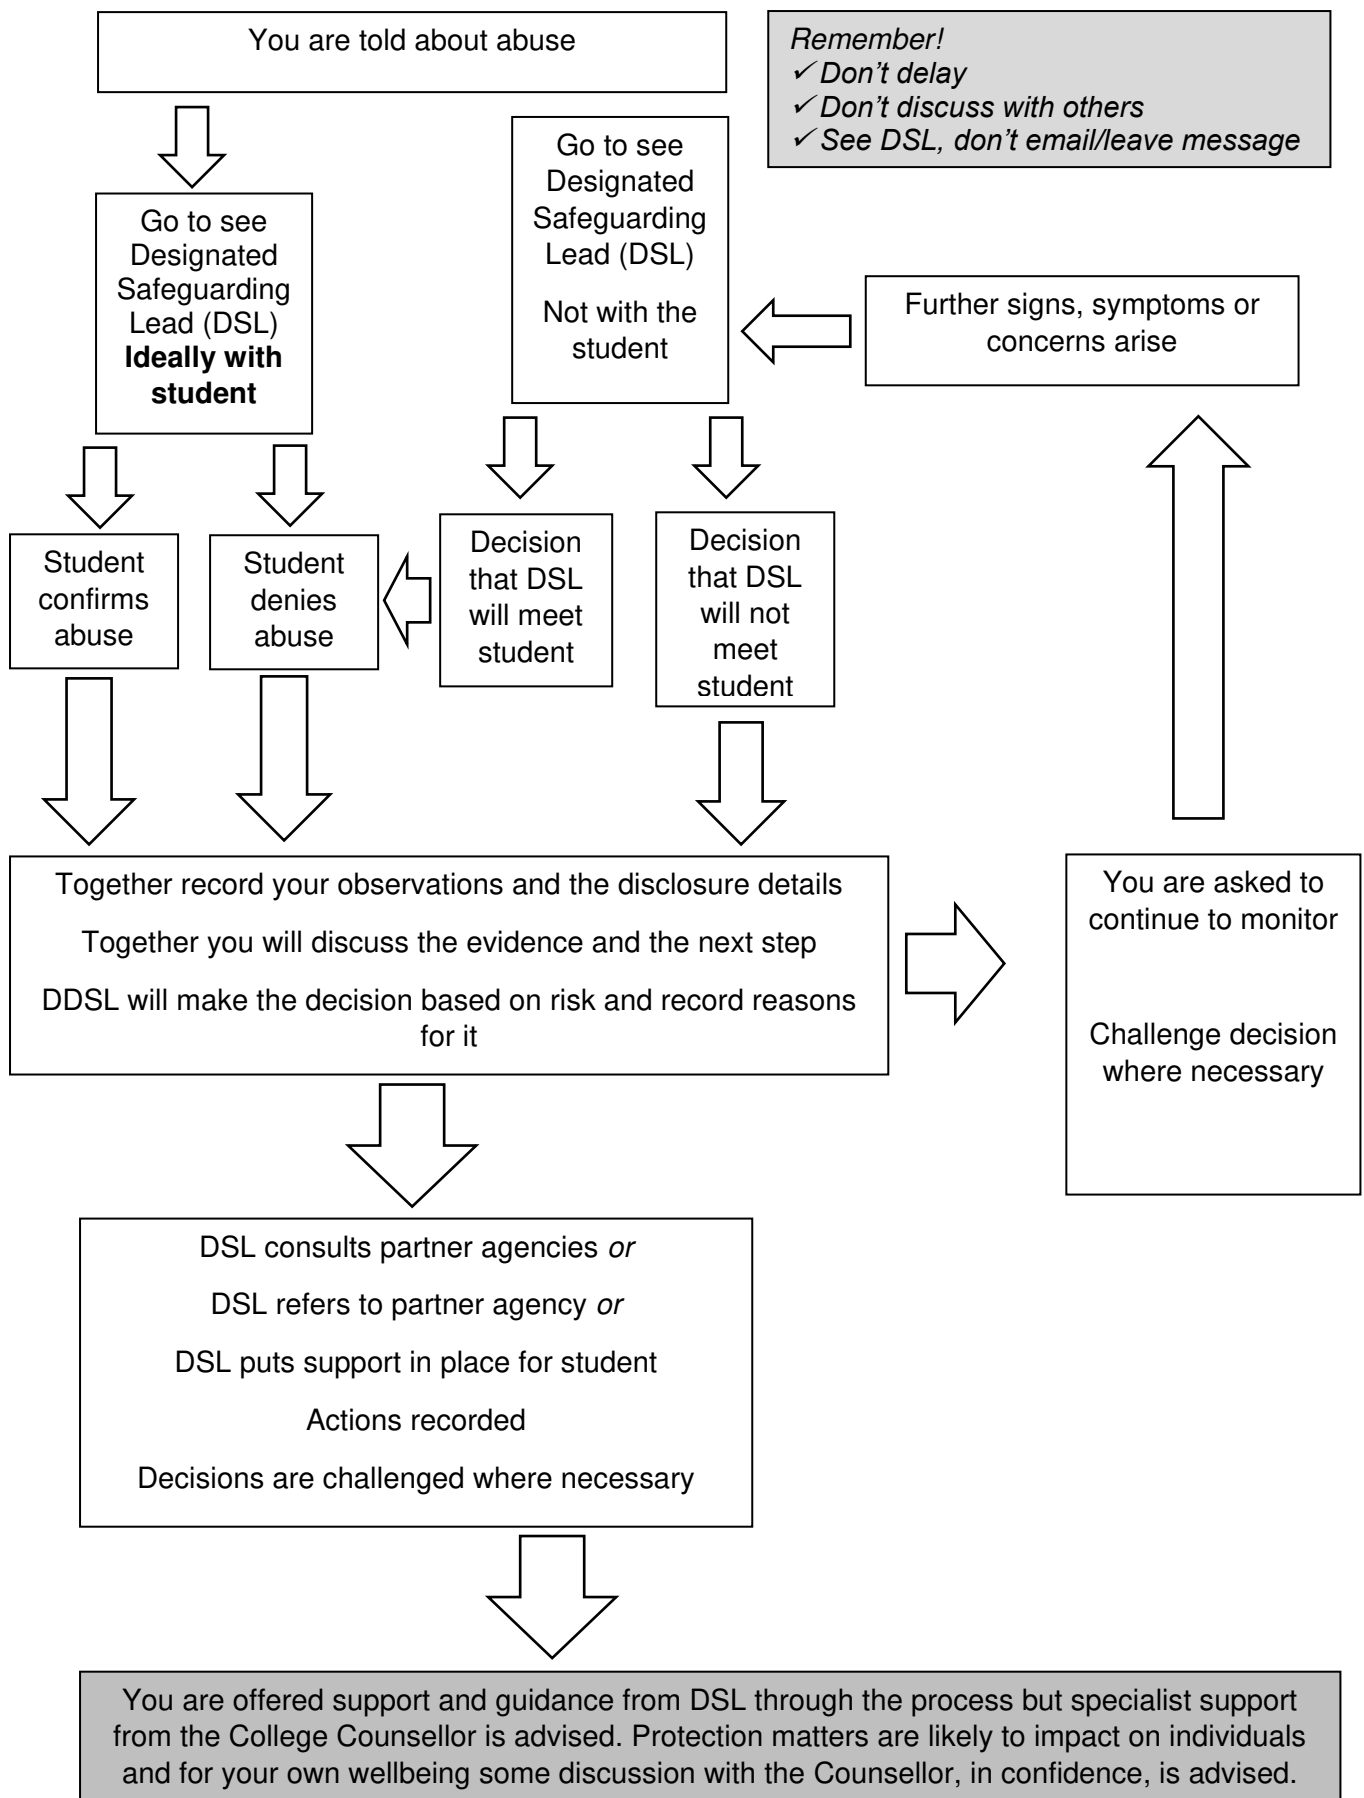 You are told about abuse
Remember!
✓ Don't delay
✓ Don't discuss with others
✓ See DSL, don't email/leave message
Go to see
Designated
Safeguarding
Lead (DSL)
Ideally with
student
Go to see
Designated
Safeguarding
Lead (DSL)
Not with the
student
Further signs, symptoms or
concerns arise
Student
confirms
abuse
Student
denies
abuse
Decision
that DSL
will meet
student
Decision
that DSL
will not
meet
student
Together record your observations and the disclosure details
Together you will discuss the evidence and the next step
DDSL will make the decision based on risk and record reasons
for it
You are asked to
continue to monitor
Challenge decision
where necessary
DSL consults partner agencies or
DSL refers to partner agency or
DSL puts support in place for student
Actions recorded
Decisions are challenged where necessary
You are offered support and guidance from DSL through the process but specialist support
from the College Counsellor is advised. Protection matters are likely to impact on individuals
and for your own wellbeing some discussion with the Counsellor, in confidence, is advised.